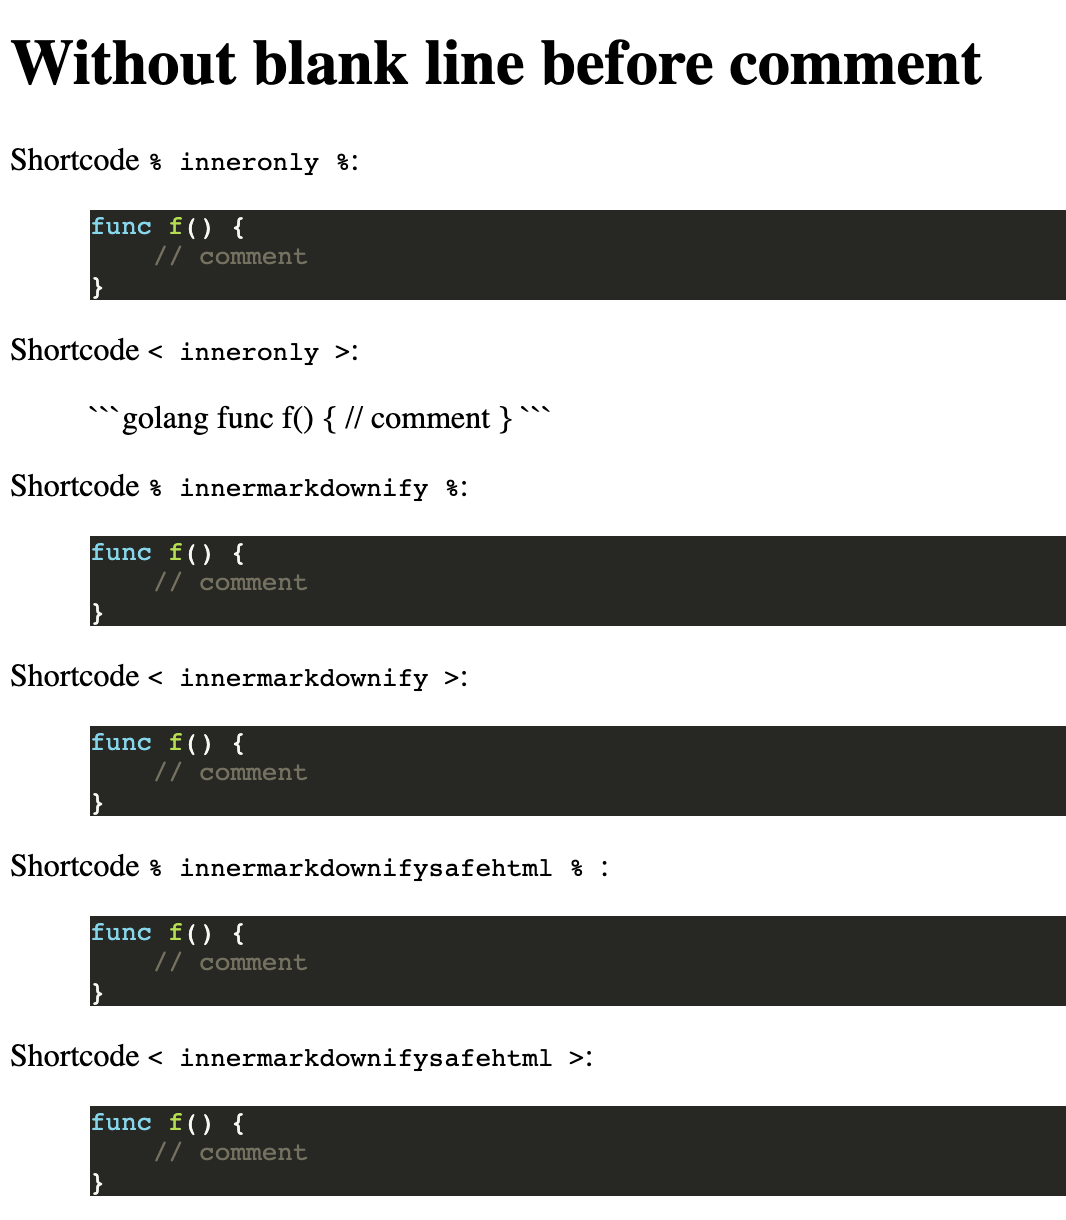 Without blank line before comment
Shortcode % inneronly %:
func f() {
    // comment
}
Shortcode < inneronly >:
```golang func f() { // comment } ```
Shortcode % innermarkdownify %:
func f() {
    // comment
}
Shortcode < innermarkdownify >:
func f() {
    // comment
}
Shortcode % innermarkdownifysafehtml % :
func f() {
    // comment
}
Shortcode < innermarkdownifysafehtml >:
func f() {
    // comment
}